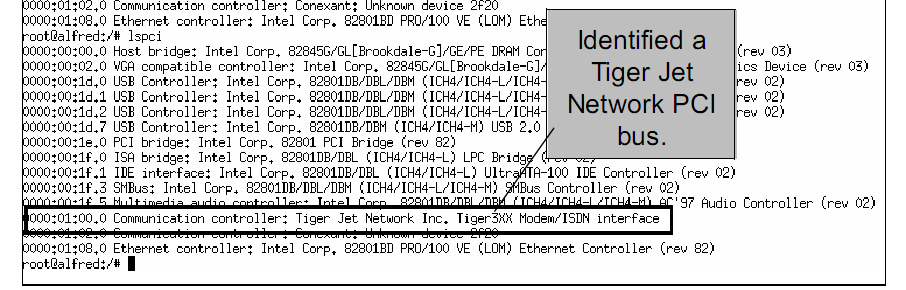 0000:01:02.0 Communication controller: Conexant: Unknown device 2f20
0000:01:08.0 Ethernet controller: Intel Corp. 82801BD PRO/100 VE (LOM) Ethe
root@alfred:/# lspci
0000:00:00.0 Host bridge: Intel Corp. 82845G/GL[Brookdale-G]/GE/PE DRAM Con (rev 03)
0000:00:02.0 VGA compatible controller: Intel Corp. 82845G/GL[Brookdale-G]/ ics Device (rev 03)
0000:00:1d.0 USB Controller: Intel Corp. 82801DB/DBL/DBM (ICH4/ICH4-L/ICH4- rev 02)
0000:00:1d.1 USB Controller: Intel Corp. 82801DB/DBL/DBM (ICH4/ICH4-L/ICH4- rev 02)
0000:00:1d.2 USB Controller: Intel Corp. 82801DB/DBL/DBM (ICH4/ICH4-L/ICH4- rev 02)
0000:00:1d.7 USB Controller: Intel Corp. 82801DB/DBM (ICH4/ICH4-M) USB 2.0 rev 02)
0000:00:1e.0 PCI bridge: Intel Corp. 82801 PCI Bridge (rev 82)
0000:00:1f.0 ISA bridge: Intel Corp. 82801DB/DBL (ICH4/ICH4-L) LPC Bridge (rev 02)
0000:00:1f.1 IDE interface: Intel Corp. 82801DB/DBL (ICH4/ICH4-L) UltraATA-100 IDE Controller (rev 02)
0000:00:1f.3 SMBus: Intel Corp. 82801DB/DBL/DBM (ICH4/ICH4-L/ICH4-M) SMBus Controller (rev 02)
0000:00:1f.5 Multimedia audio controller: Intel Corp. 82801DB/DBL/DBM (ICH4/ICH4-L/ICH4-M) AC'97 Audio Controller (rev 02)
0000:01:00.0 Communication controller: Tiger Jet Network Inc. Tiger3XX Modem/ISDN interface
0000:01:02.0 Communication controller: Conexant: Unknown device 2f20
0000:01:08.0 Ethernet controller: Intel Corp. 82801BD PRO/100 VE (LOM) Ethernet Controller (rev 82)
root@alfred:/#
Identified a
Tiger Jet
Network PCI
bus.